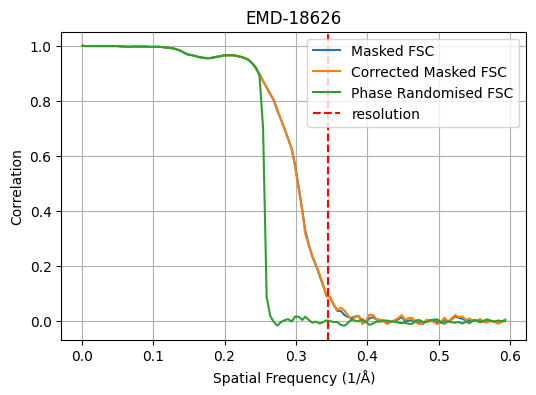 EMD-18626
Masked FSC
Corrected Masked FSC
Phase Randomised FSC
resolution
Correlation
1.0
0.8
0.6
0.4
0.2
0.0
0.0 0.1 0.2 0.3 0.4 0.5 0.6
Spatial Frequency (1/Å)